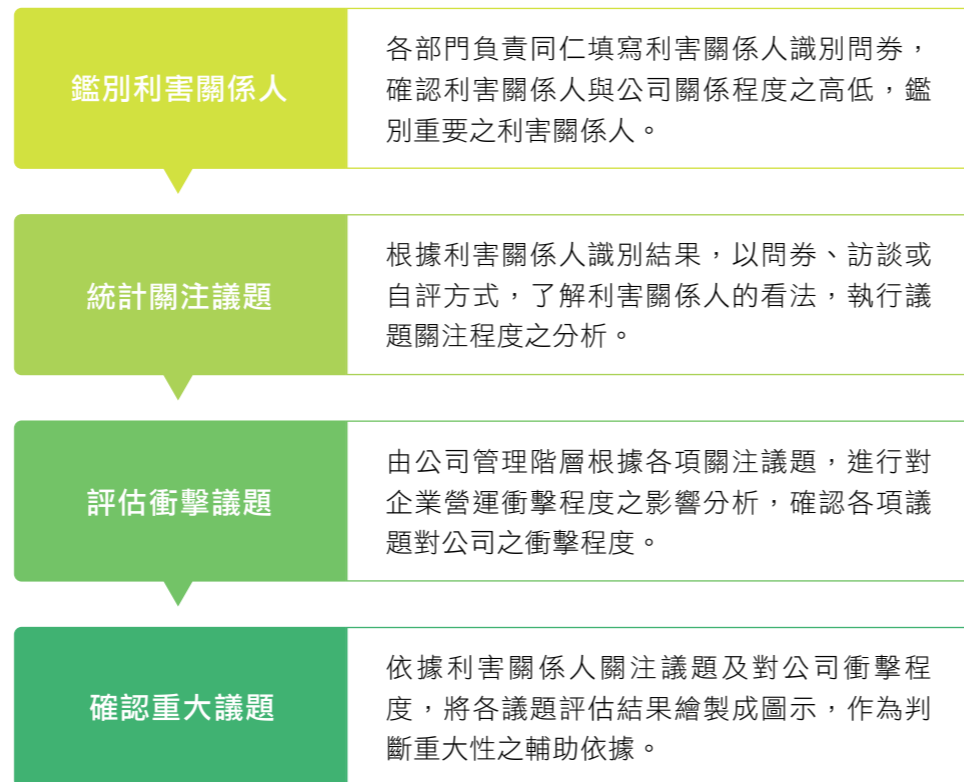 鑑別利害關係人
各部門負責同仁填寫利害關係人識別問券，
確認利害關係人與公司關係程度之高低，鑑
別重要之利害關係人。
統計關注議題
根據利害關係人識別結果，以問券、訪談或
自評方式，了解利害關係人的看法，執行議
題關注程度之分析。
評估衝擊議題
由公司管理階層根據各項關注議題，進行對
企業營運衝擊程度之影響分析，確認各項議
題對公司之衝擊程度。
確認重大議題
依據利害關係人關注議題及對公司衝擊程
度，將各議題評估結果繪製成圖示，作為判
斷重大性之輔助依據。